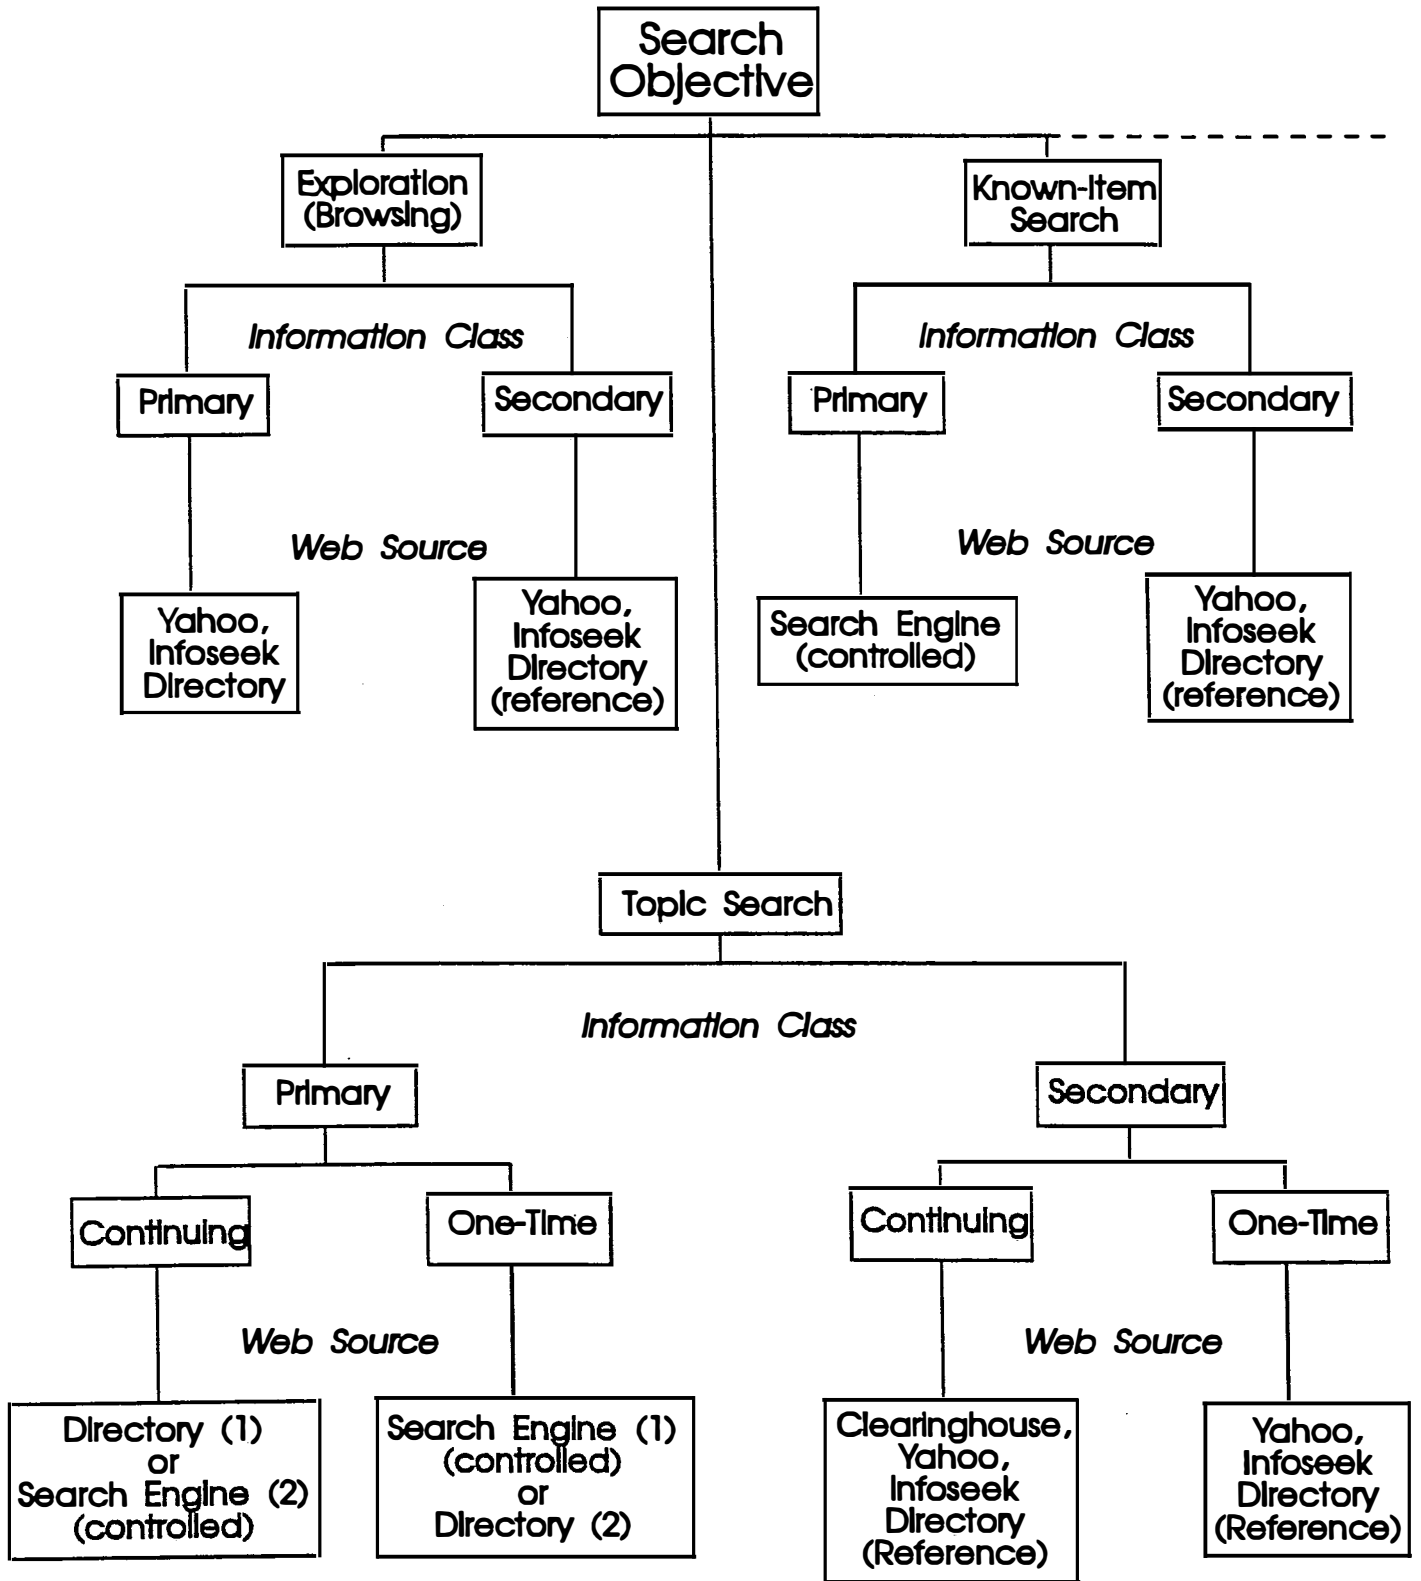 Search
Objective
Exploration
(Browsing)
Known-Item
Search
Information Class
Information Class
Primary
Secondary
Primary
Secondary
Web Source
Web Source
Yahoo,
Infoseek
Directory
Yahoo,
Infoseek
Directory
(reference)
Search Engine
(controlled)
Yahoo,
Infoseek
Directory
(reference)
Topic Search
Information Class
Primary
Secondary
Continuing
One-Time
Continuing
One-Time
Web Source
Web Source
Directory (1)
or
Search Engine (2)
(controlled)
Search Engine (1)
(controlled)
or
Directory (2)
Clearinghouse,
Yahoo,
Infoseek
Directory
(Reference)
Yahoo,
Infoseek
Directory
(Reference)